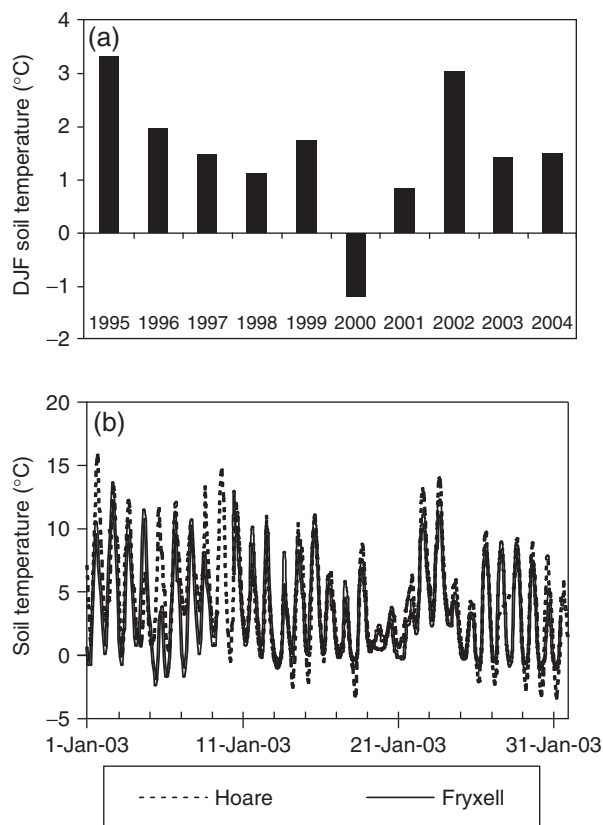 (a)
DJF soil temperature (°C)
4
3
2
1
0
−1
−2
1995 1996 1997 1998 1999 2000 2001 2002 2003 2004
(b)
Soil temperature (°C)
20
15
10
5
0
−5
1-Jan-03 11-Jan-03 21-Jan-03 31-Jan-03
Hoare Fryxell